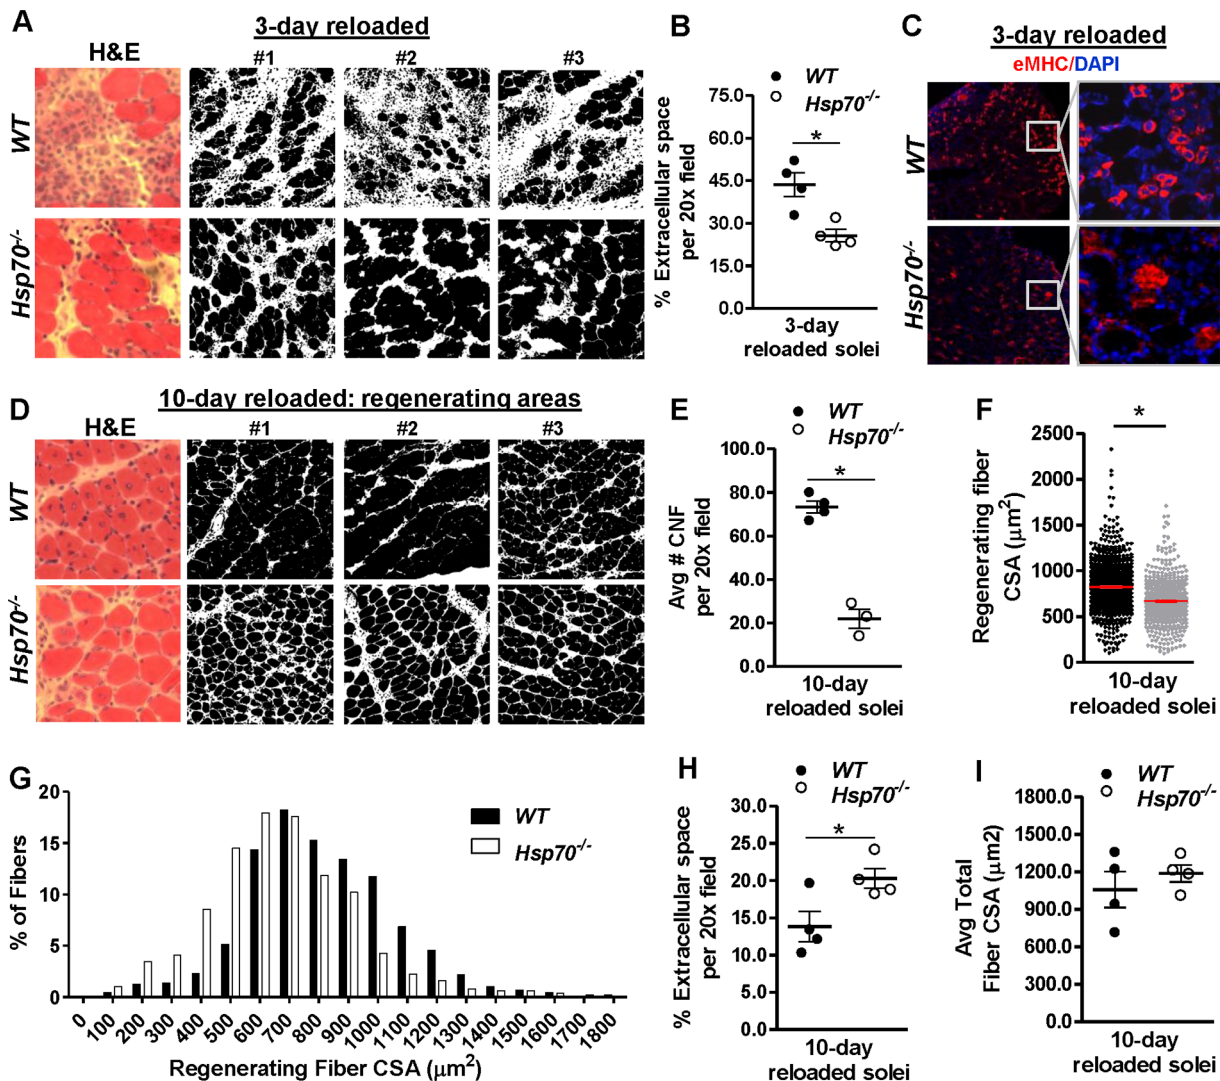 A
3-day reloaded
H&E
#1
#2
#3
WT
Hsp70-/-
B
WT
Hsp70-/-
% Extracellular space
per 20x field
75.0
60.0
45.0
30.0
15.0
0.0
*
3-day
reloaded solei
C
3-day reloaded
eMHC/DAPI
WT
Hsp70-/-
D
10-day reloaded: regenerating areas
H&E
#1
#2
#3
WT
Hsp70-/-
E
WT
Hsp70-/-
Avg # CNF
per 20x field
100.0
80.0
60.0
40.0
20.0
0.0
*
10-day
reloaded solei
F
*
Regenerating fiber
CSA (μm2)
2500
2000
1500
1000
500
0
10-day
reloaded solei
G
% of Fibers
20
15
10
5
0
WT
Hsp70-/-
0 100 200 300 400 500 600 700 800 900 1000 1100 1200 1300 1400 1500 1600 1700 1800
Regenerating Fiber CSA (μm2)
H
WT
Hsp70-/-
% Extracellular space
per 20x field
30.0
25.0
20.0
15.0
10.0
5.0
0.0
*
10-day
reloaded solei
I
WT
Hsp70-/-
Avg Total
Fiber CSA (μm2)
1800.0
1500.0
1200.0
900.0
600.0
300.0
0.0
10-day
reloaded solei